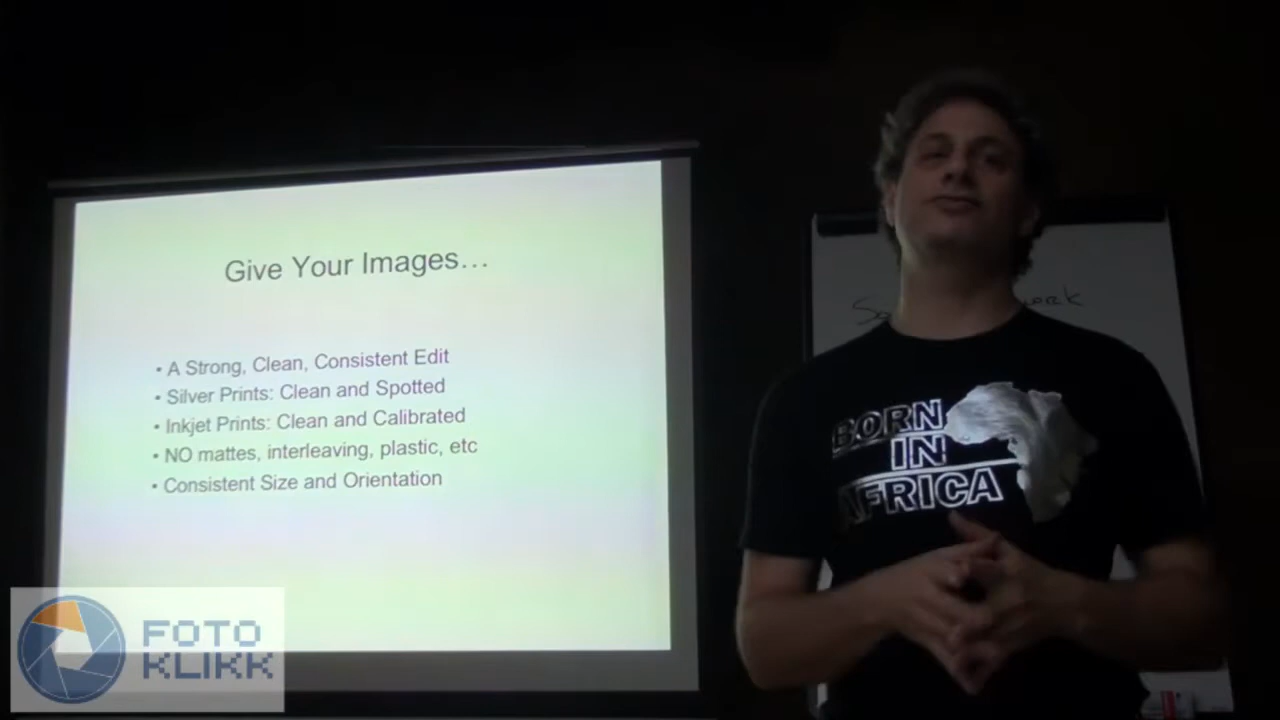 Give Your Images…
• A Strong, Clean, Consistent Edit
• Silver Prints: Clean and Spotted
• Inkjet Prints: Clean and Calibrated
• NO mattes, interleaving, plastic, etc
• Consistent Size and Orientation
BORN
IN
AFRICA
FOTO
KLIKK